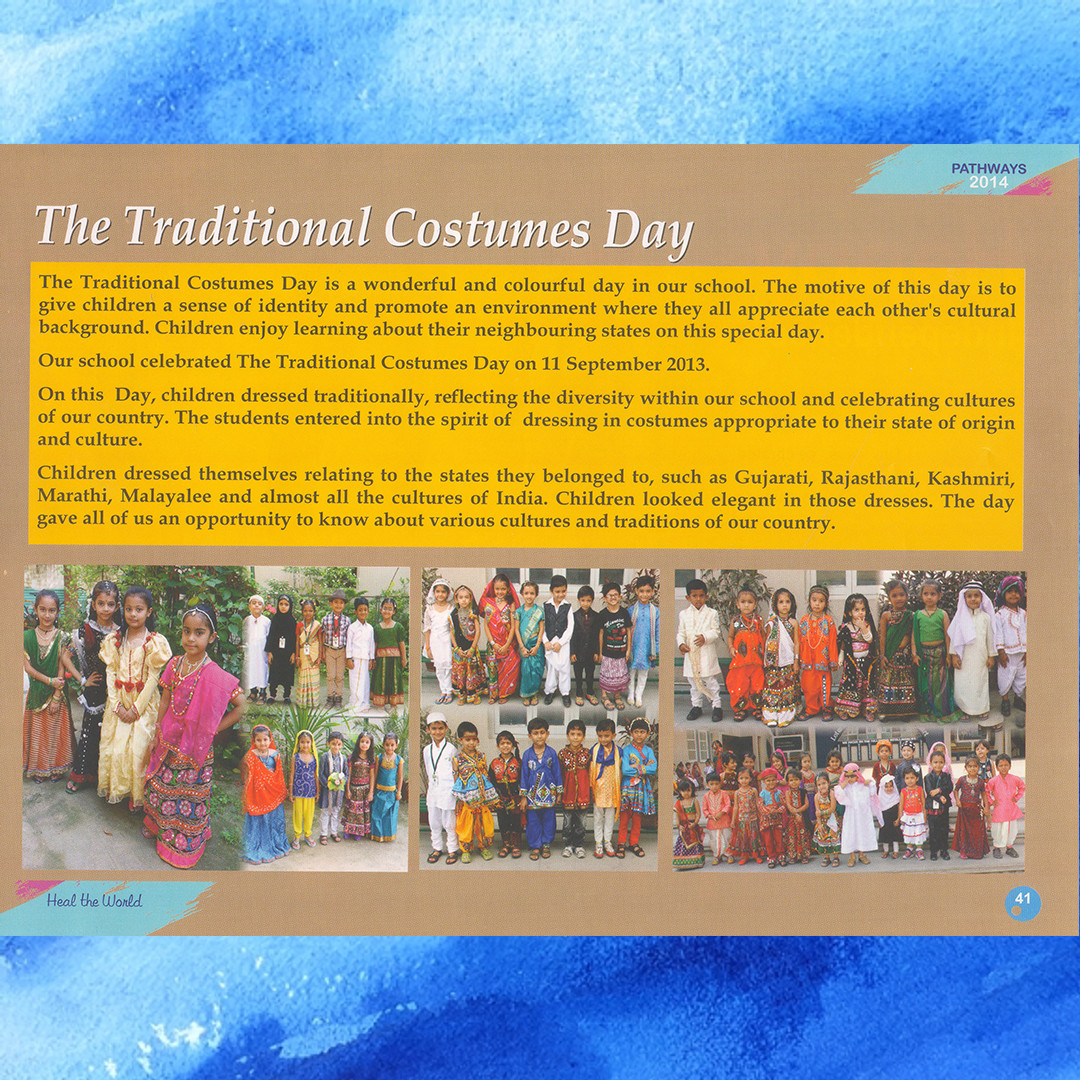 PATHWAYS
2014
The Traditional Costumes Day
The Traditional Costumes Day is a wonderful and colourful day in our school. The motive of this day is to
give children a sense of identity and promote an environment where they all appreciate each other's cultural
background. Children enjoy learning about their neighbouring states on this special day.
Our school celebrated The Traditional Costumes Day on 11 September 2013.
On this Day, children dressed traditionally, reflecting the diversity within our school and celebrating cultures
of our country. The students entered into the spirit of dressing in costumes appropriate to their state of origin
and culture.
Children dressed themselves relating to the states they belonged to, such as Gujarati, Rajasthani, Kashmiri,
Marathi, Malayalee and almost all the cultures of India. Children looked elegant in those dresses. The day
gave all of us an opportunity to know about various cultures and traditions of our country.
Heal the World
41